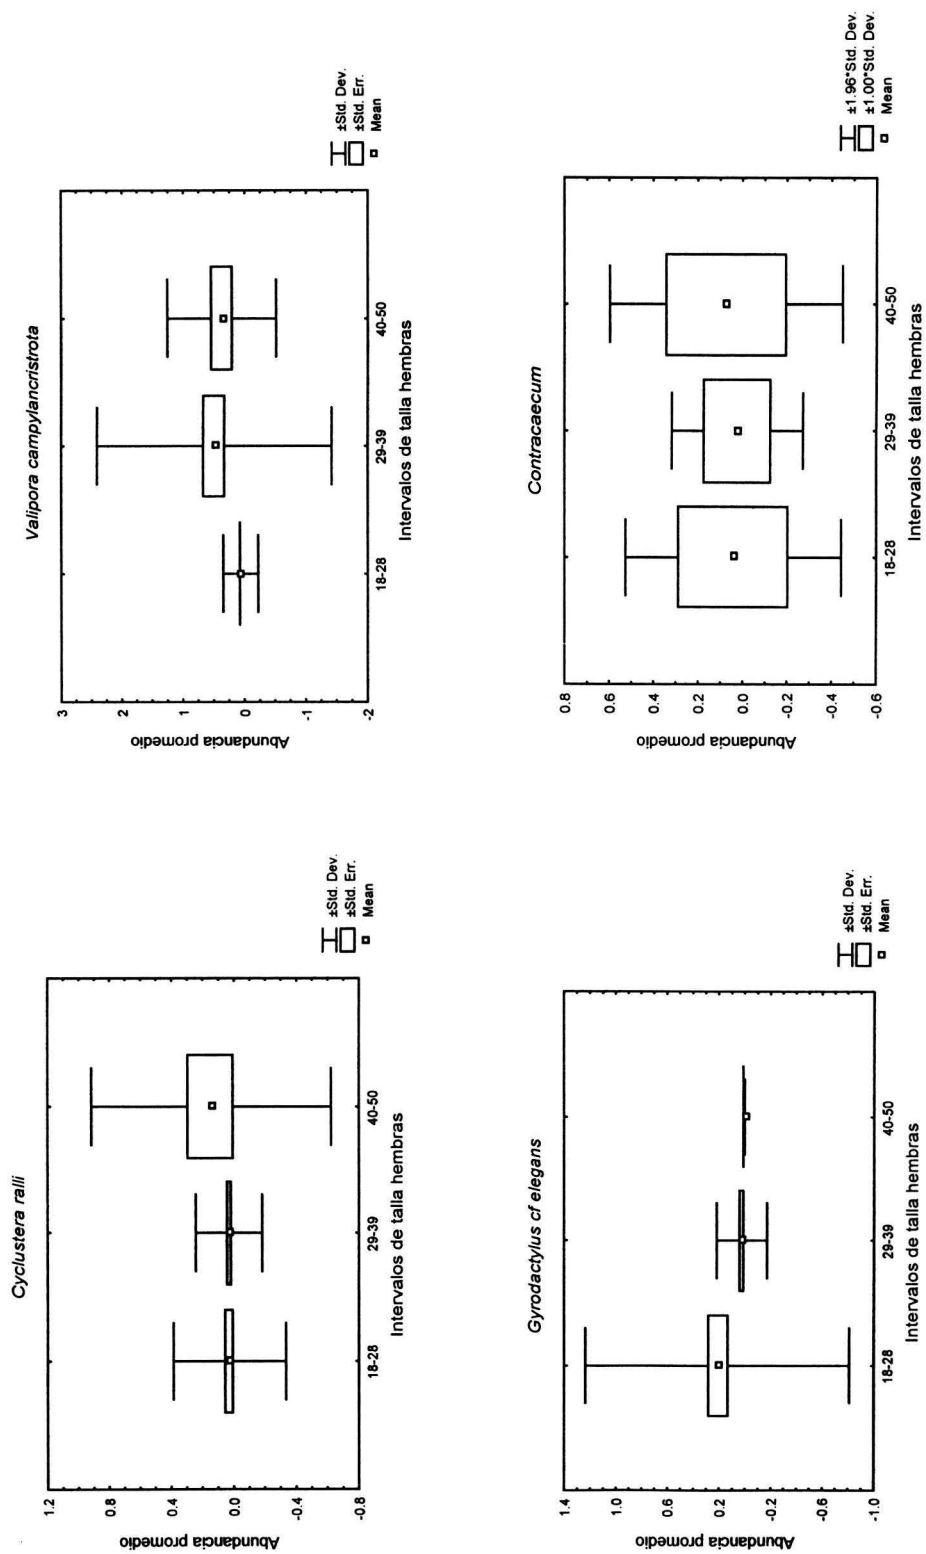 Cyclustera ralli
Abundancia promedio
1.2
0.8
0.4
0.0
-0.4
-0.8
18-28
29-39
40-50
Intervalos de talla hembras
±Std. Dev.
±Std. Err.
Mean
Valipora campylancristrota
Abundancia promedio
3
2
1
0
-1
-2
18-28
29-39
40-50
Intervalos de talla hembras
±Std. Dev.
±Std. Err.
Mean
Gyrodactylus cf elegans
Abundancia promedio
1.4
1.0
0.6
0.2
-0.2
-0.6
-1.0
18-28
29-39
40-50
Intervalos de talla hembras
±Std. Dev.
±Std. Err.
Mean
Contracaecum
Abundancia promedio
0.8
0.6
0.4
0.2
0.0
-0.2
-0.4
-0.6
18-28
29-39
40-50
Intervalos de talla hembras
±1.96*Std. Dev.
±1.00*Std. Dev.
Mean